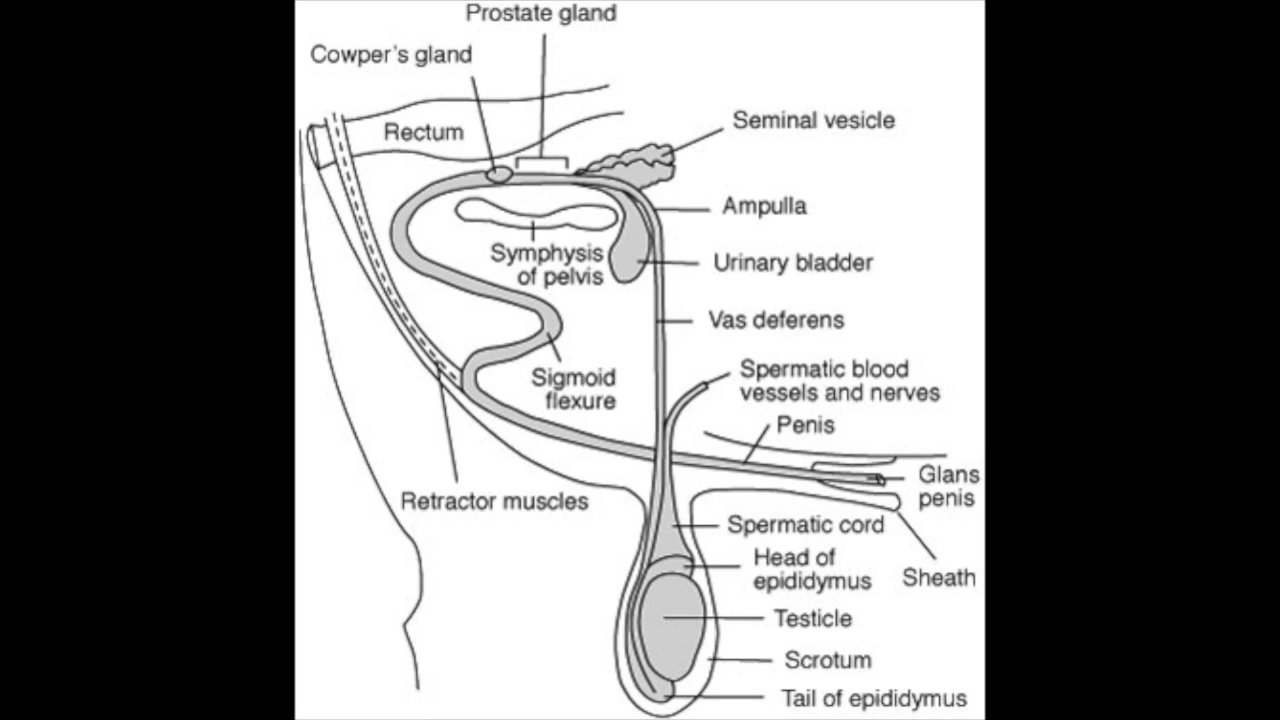 Prostate gland
Cowper's gland
Rectum
Seminal vesicle
Ampulla
Symphysis
of pelvis
Urinary bladder
Vas deferens
Sigmoid
flexure
Spermatic blood
vessels and nerves
Penis
Glans
penis
Retractor muscles
Spermatic cord
Head of
epididymus
Sheath
Testicle
Scrotum
Tail of epididymus